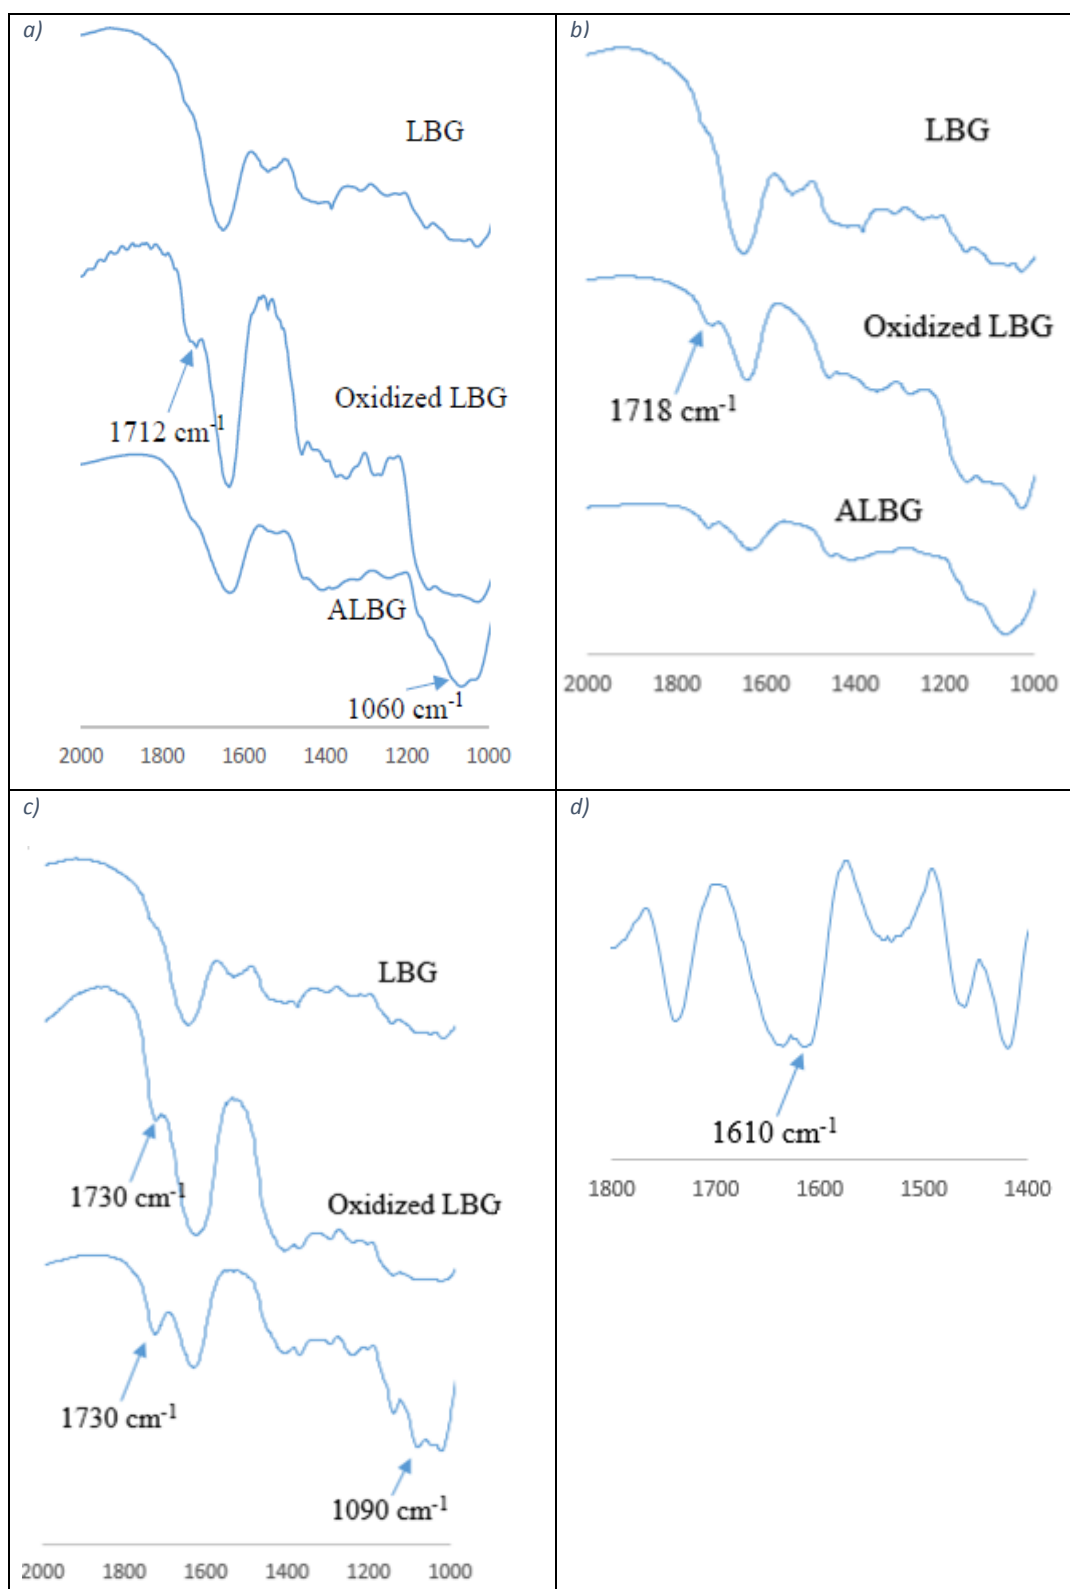 a)
LBG
Oxidized LBG
1712 cm-1
ALBG
1060 cm-1
2000 1800 1600 1400 1200 1000
b)
LBG
Oxidized LBG
1718 cm-1
ALBG
2000 1800 1600 1400 1200 1000
c)
LBG
1730 cm-1
Oxidized LBG
1730 cm-1
1090 cm-1
2000 1800 1600 1400 1200 1000
d)
1610 cm-1
1800 1700 1600 1500 1400